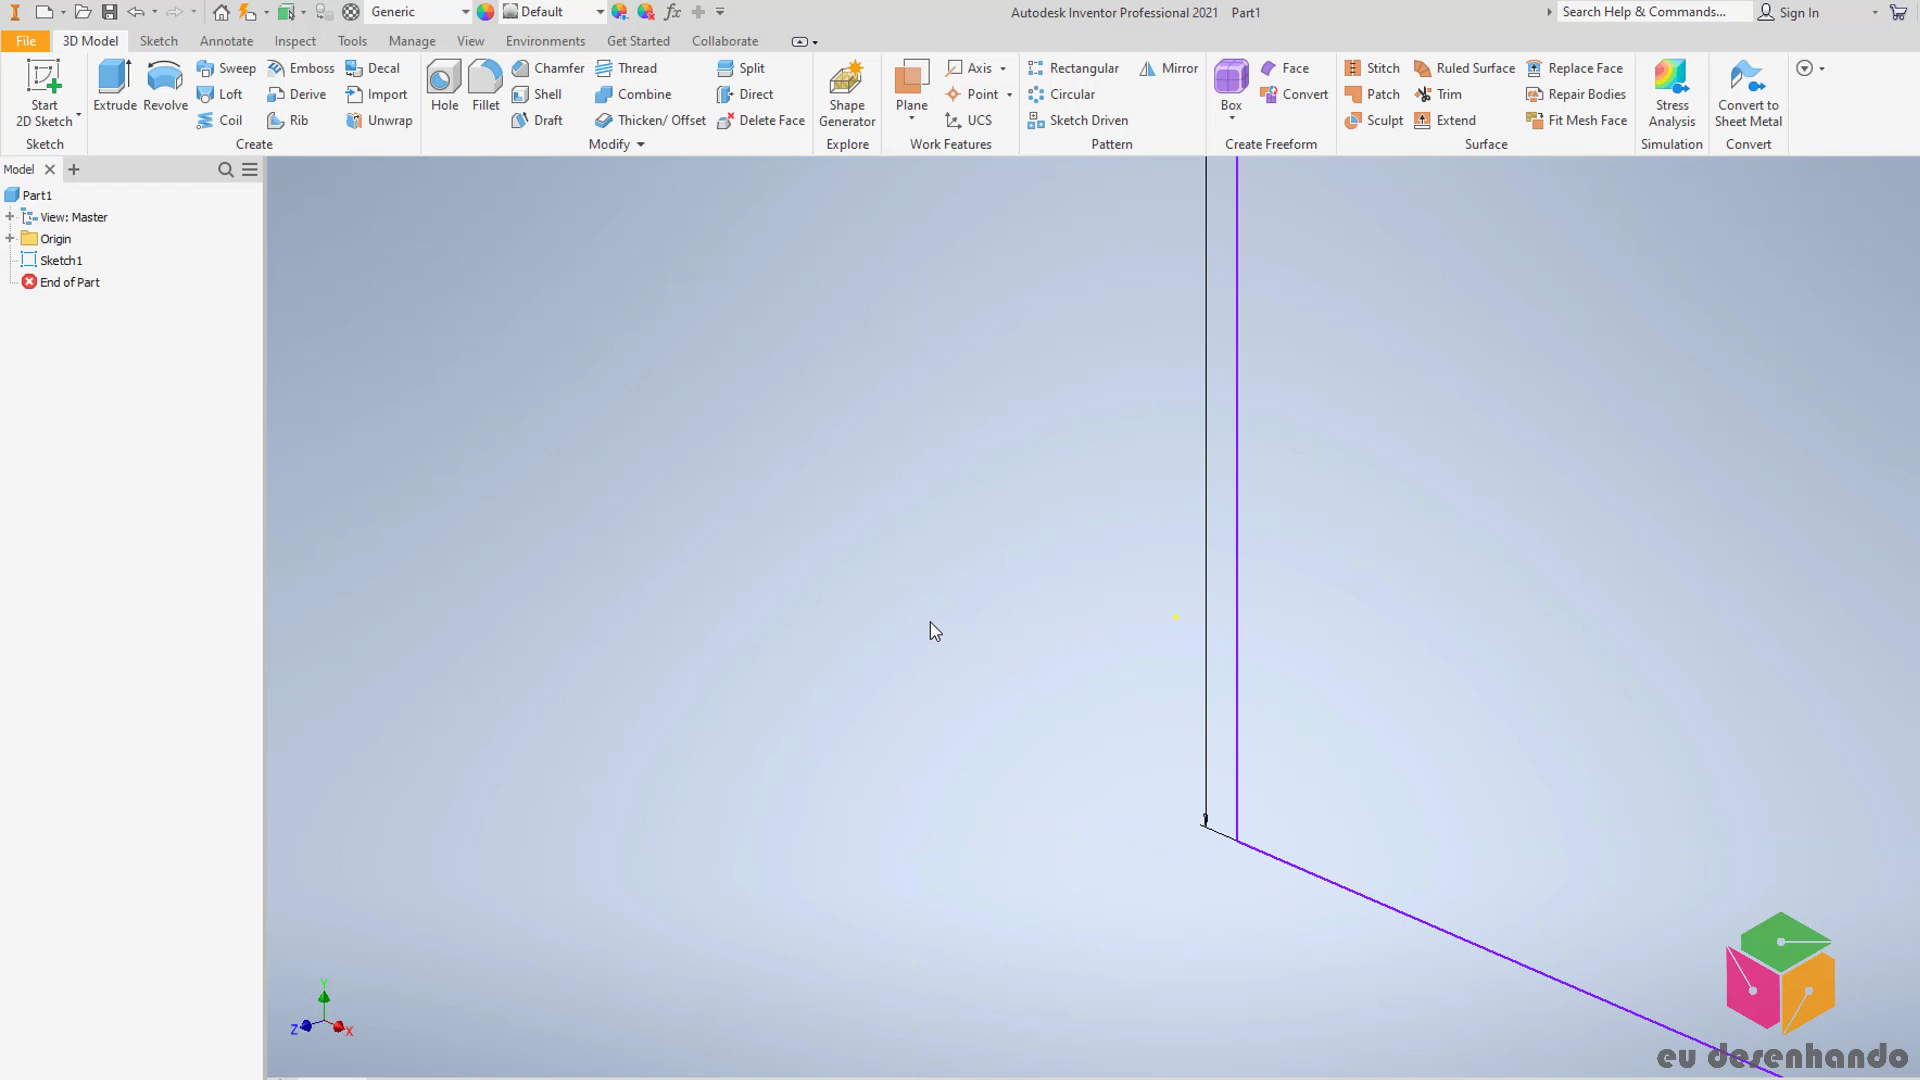 Generic Default Autodesk Inventor Professional 2021 Part1 Search Help & Commands... Sign In
File 3D Model Sketch Annotate Inspect Tools Manage View Environments Get Started Collaborate
Start
2D Sketch
Sketch
Extrude Revolve
Sweep Emboss Decal
Loft Derive Import
Coil Rib Unwrap
Create
Hole Fillet
Chamfer Thread Split
Shell Combine Direct
Draft Thicken/ Offset Delete Face
Modify
Shape
Generator
Explore
Plane
Axis
Point
UCS
Work Features
Rectangular Mirror
Circular
Sketch Driven
Pattern
Box
Face
Convert
Create Freeform
Stitch Ruled Surface Replace Face
Patch Trim Repair Bodies
Sculpt Extend Fit Mesh Face
Surface
Stress
Analysis
Simulation
Convert to
Sheet Metal
Convert
Model
Part1
View: Master
Origin
Sketch1
End of Part
Y
Z X
eu desenhando